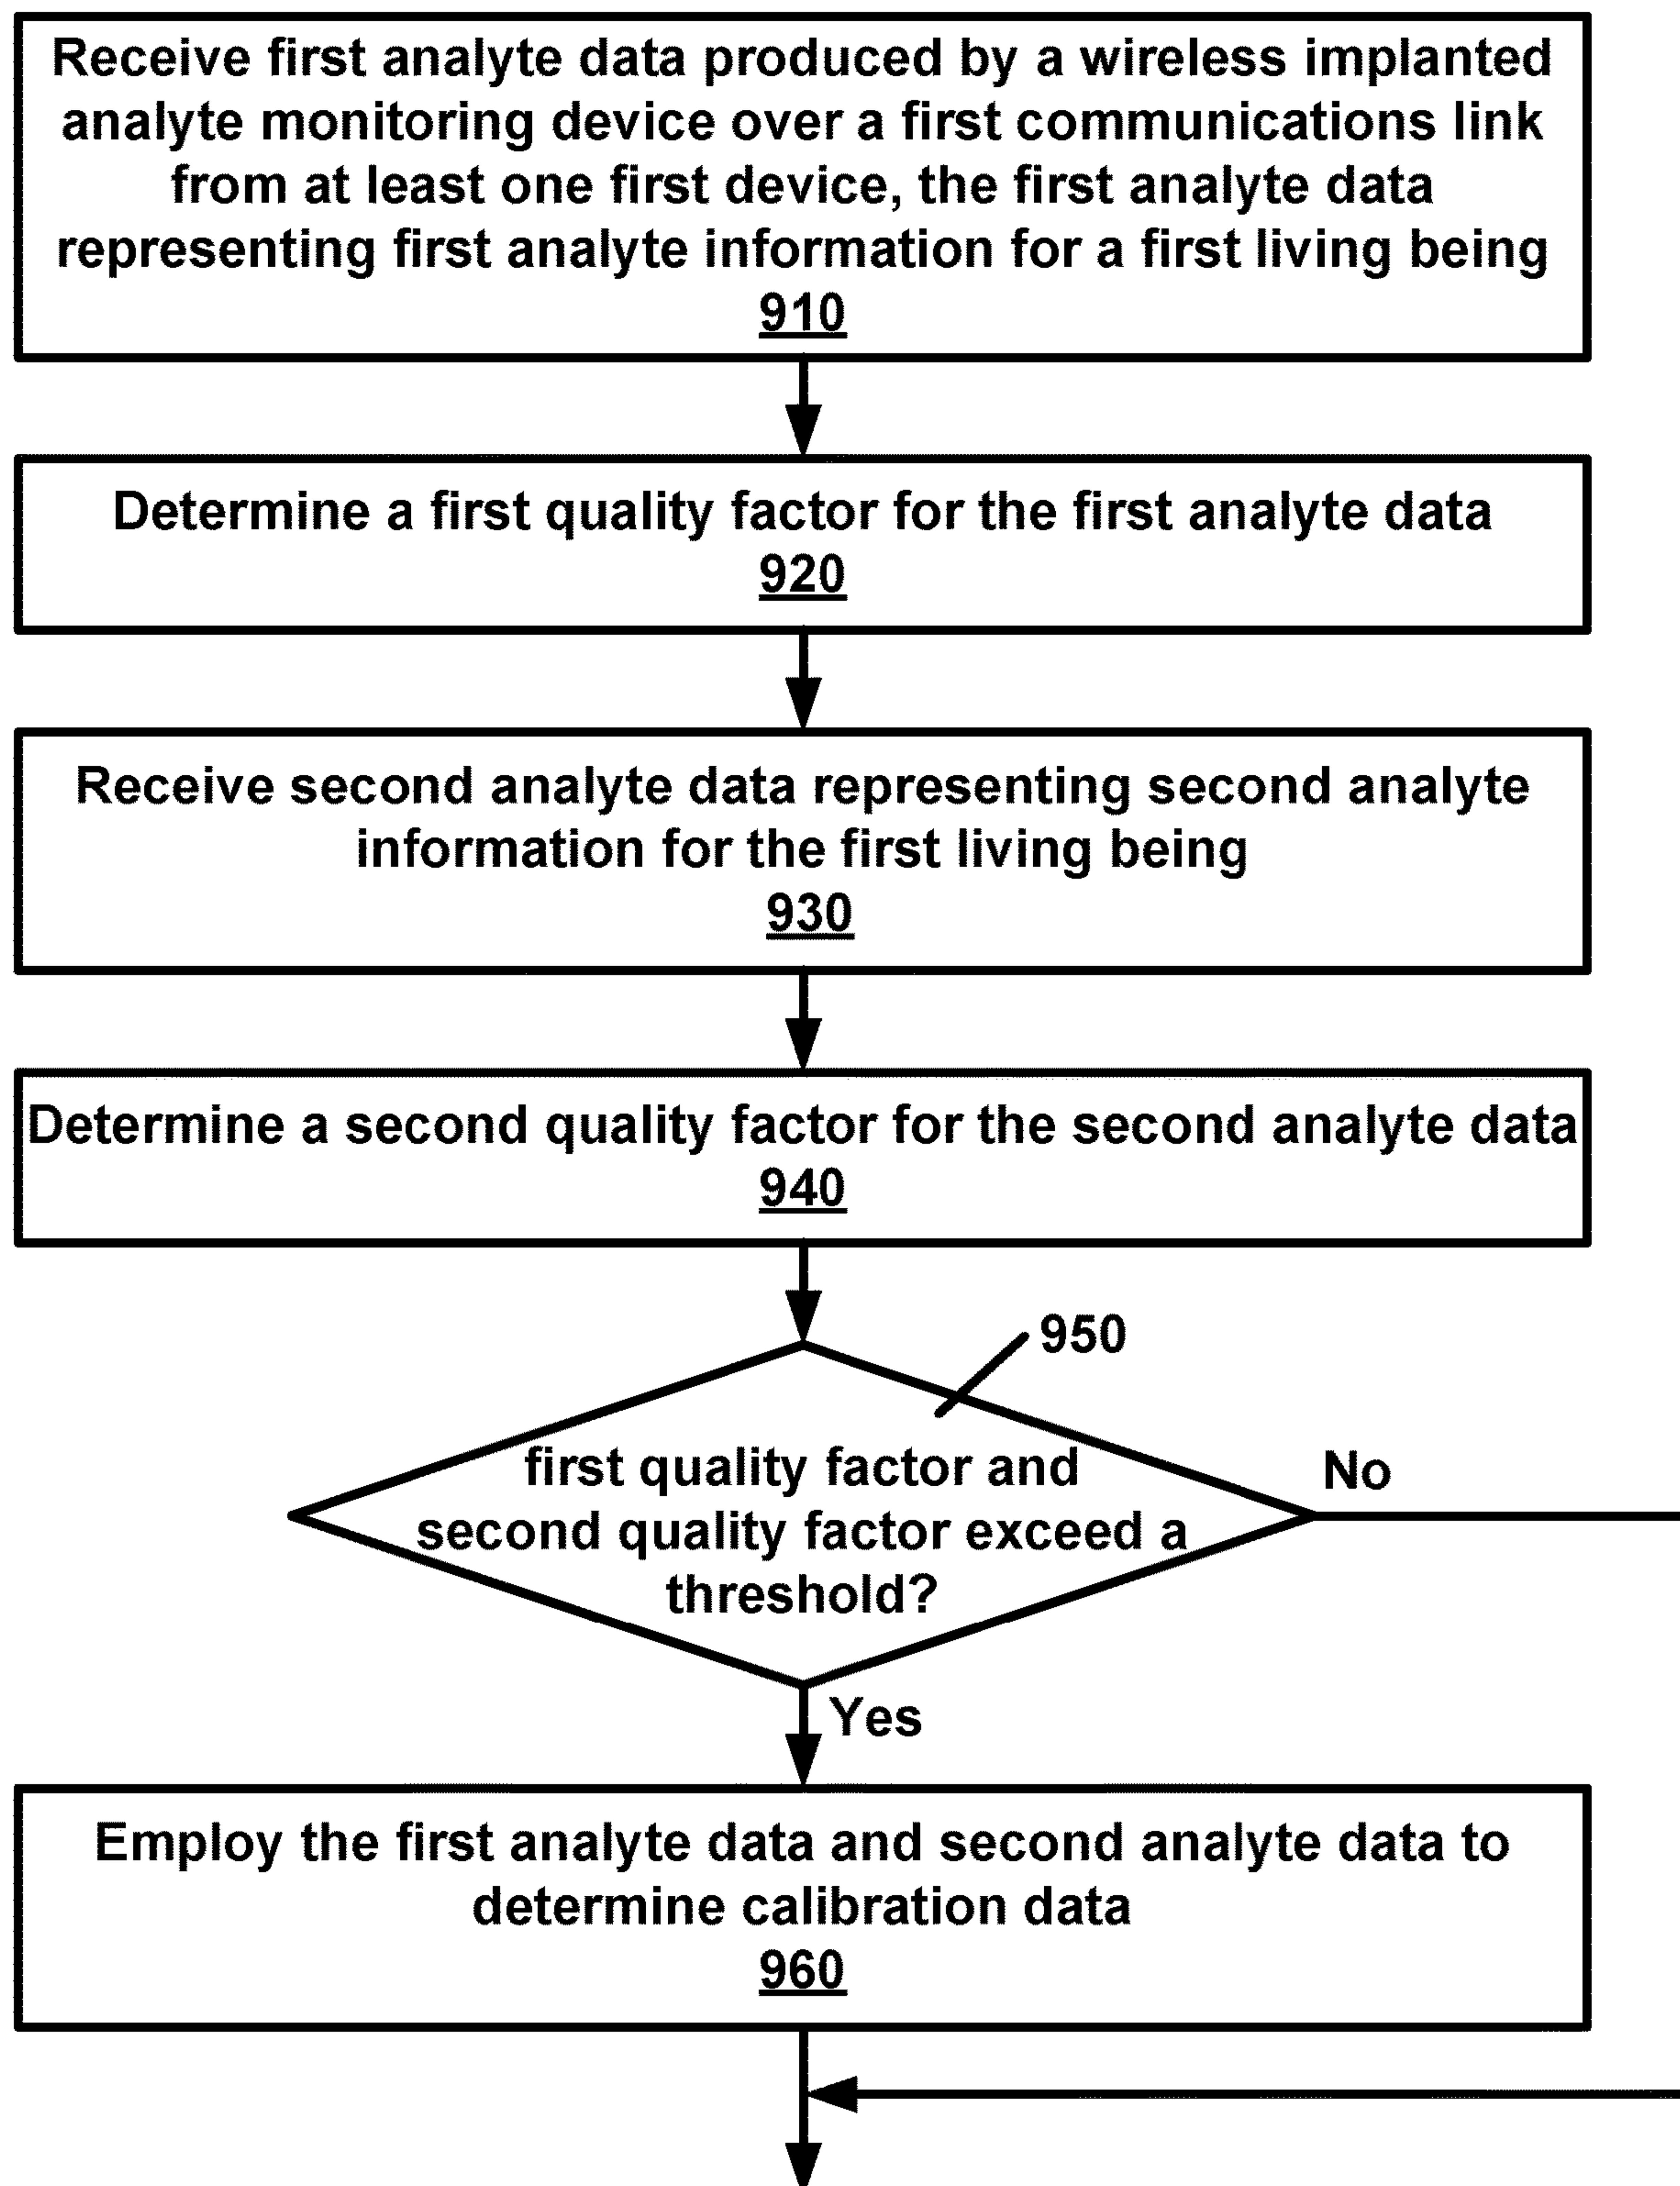 Receive first analyte data produced by a wireless implanted
analyte monitoring device over a first communications link
from at least one first device, the first analyte data
representing first analyte information for a first living being
910
Determine a first quality factor for the first analyte data
920
Receive second analyte data representing second analyte
information for the first living being
930
Determine a second quality factor for the second analyte data
940
950
first quality factor and
second quality factor exceed a
threshold?
No
Yes
Employ the first analyte data and second analyte data to
determine calibration data
960